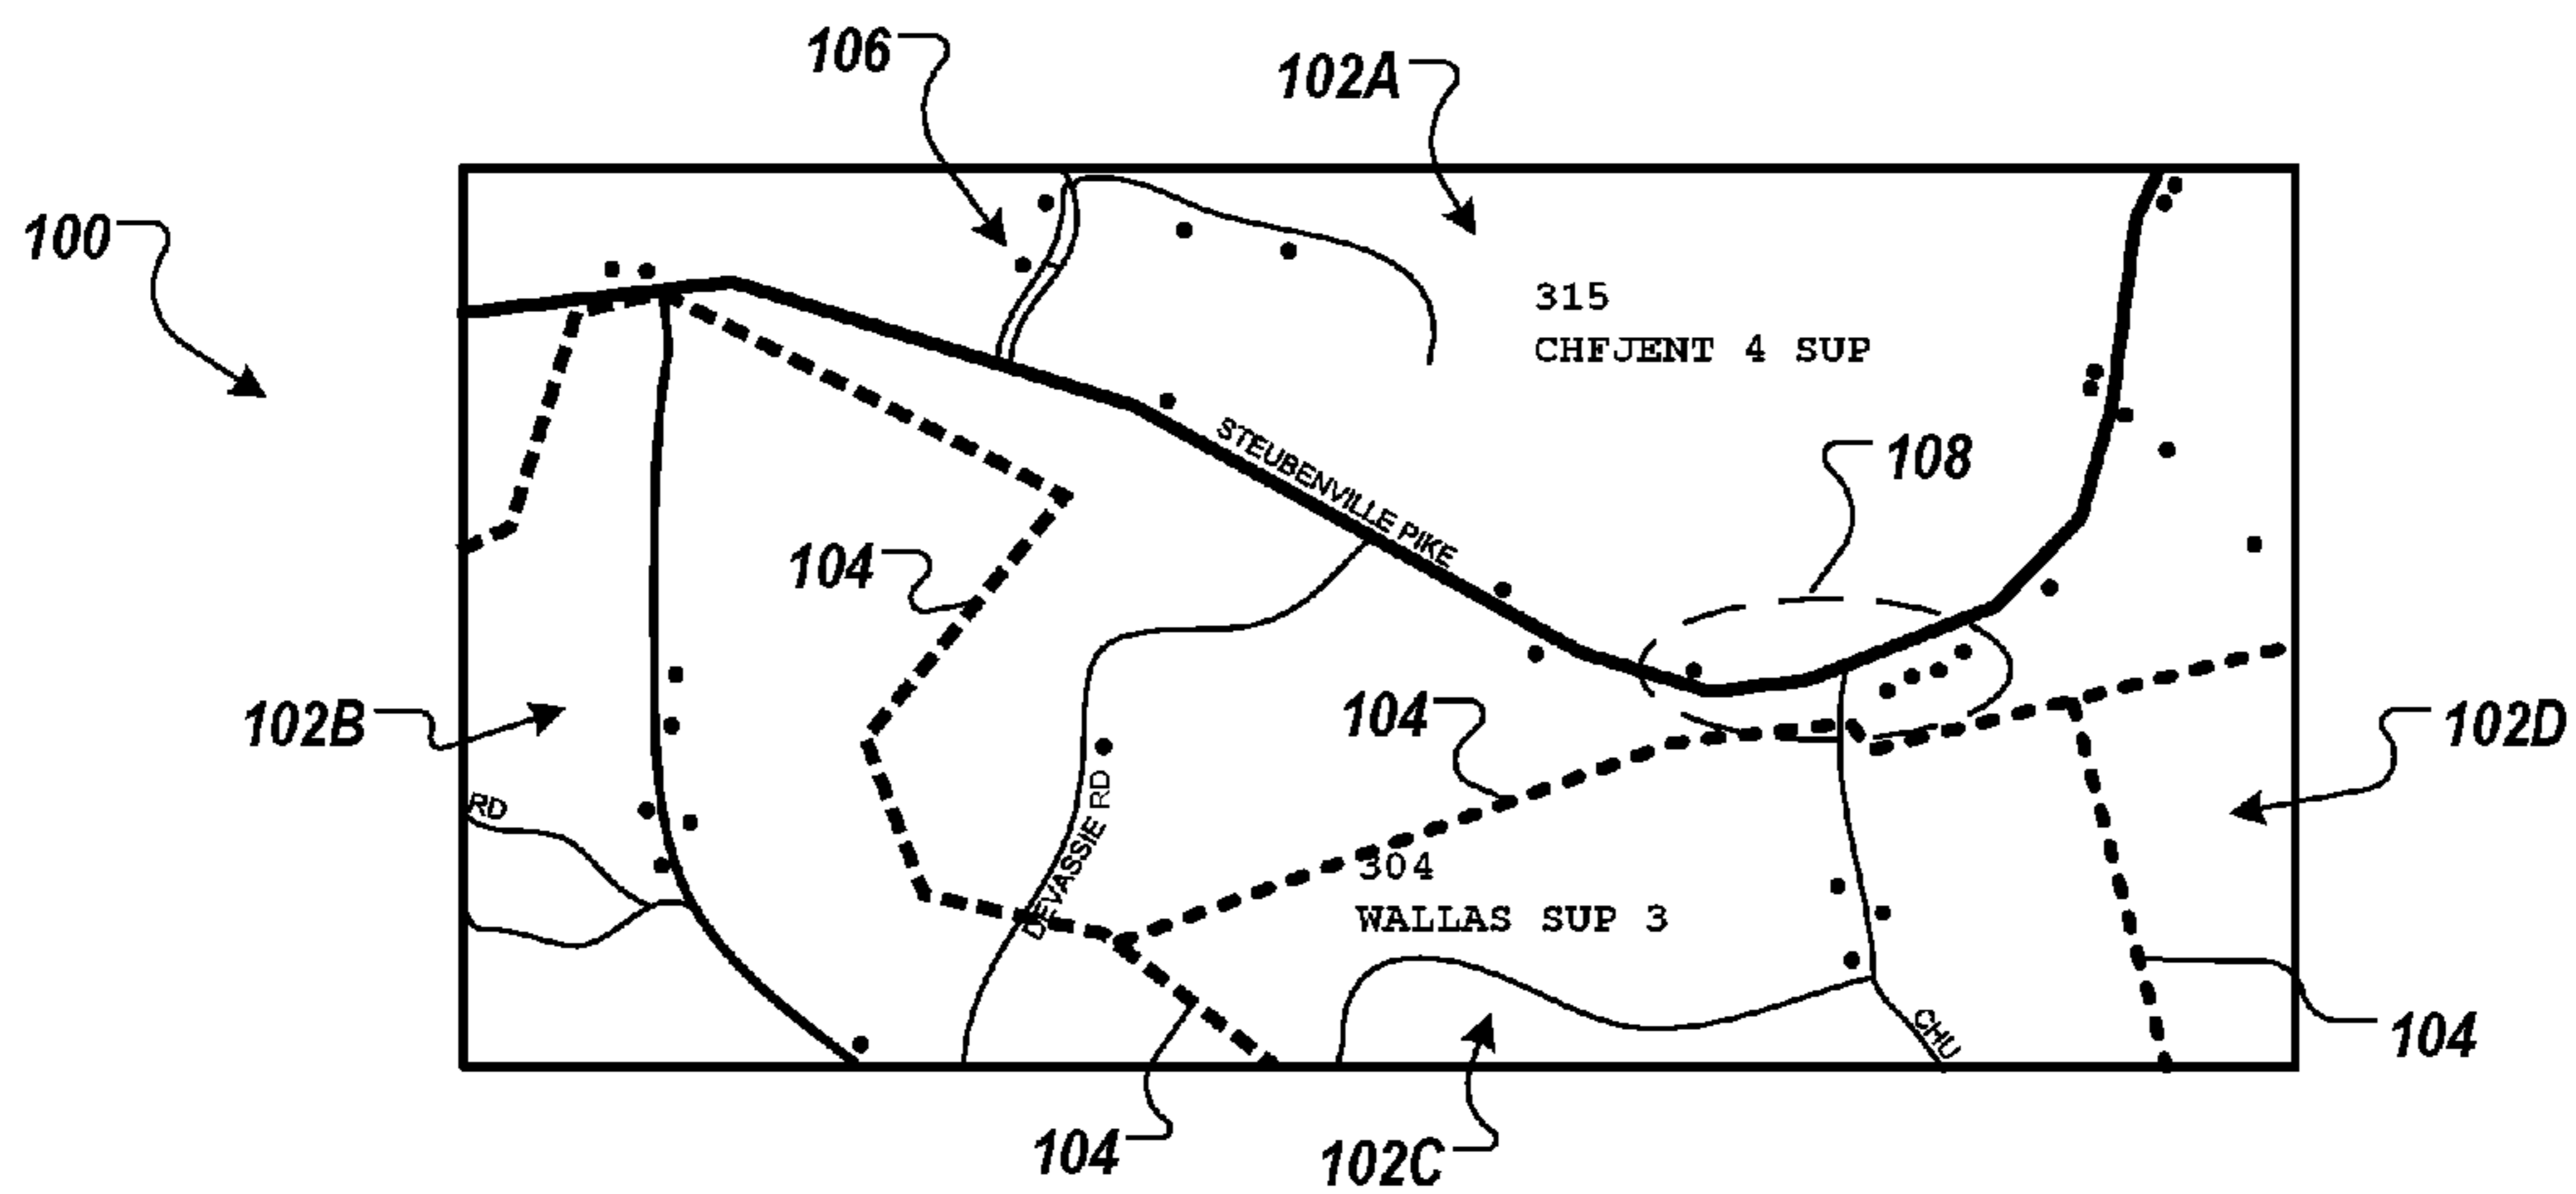 106
102A
100
315
CHFJENT 4 SUP
STEUBENVILLE PIKE
108
104
102B
104
102D
RD
DEVASSIE RD
304
WALLAS SUP 3
CHU
104
104
102C